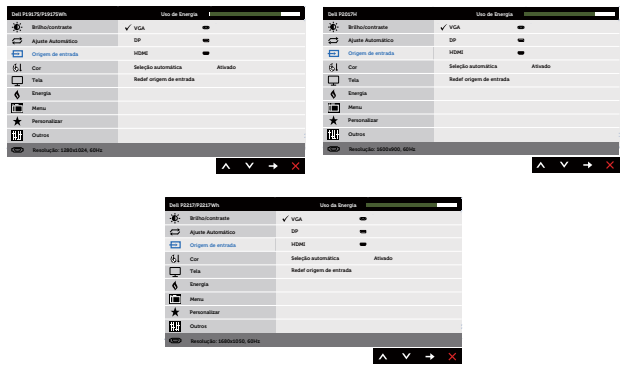 Dell P1917S/P1917SWh Uso de Energia
Brilho/contraste VGA
Ajuste Automático DP
Origem de entrada HDMI
Cor Seleção automática Ativado
Tela Redef origem de entrada
Energia
Menu
Personalizar
Outros
Resolução: 1280x1024, 60Hz
Dell P2017H Uso de Energia
Brilho/contraste VGA
Ajuste Automático DP
Origem de entrada HDMI
Cor Seleção automática Ativado
Tela Redef origem de entrada
Energia
Menu
Personalizar
Outros
Resolução: 1600x900, 60Hz
Dell P2217/P2217Wh Uso da Energia
Brilho/contraste VGA
Ajuste Automático DP
Origem de entrada HDMI
Cor Seleção automática Ativado
Tela Redef origem de entrada
Energia
Menu
Personalizar
Outros
Resolução: 1680x1050, 60Hz